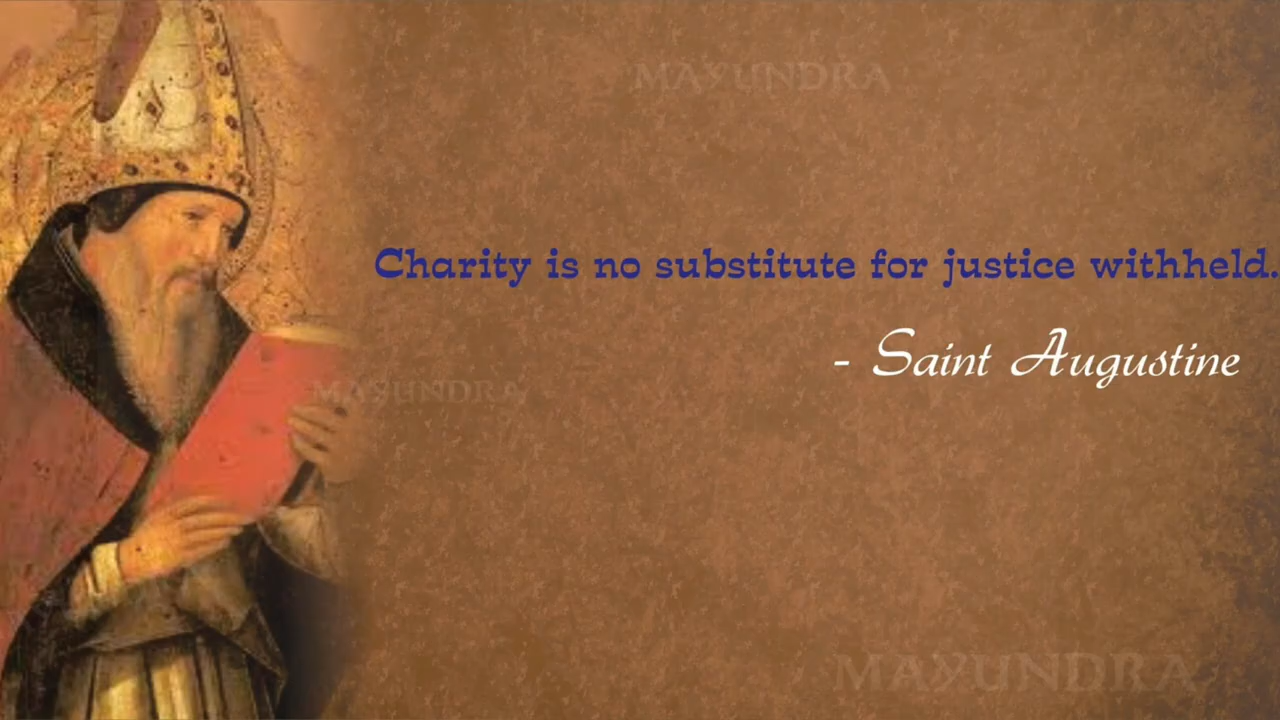 MAYUNDRA
Charity is no substitute for justice withheld.
- Saint Augustine
MAYUNDRA
MAYUNDRA